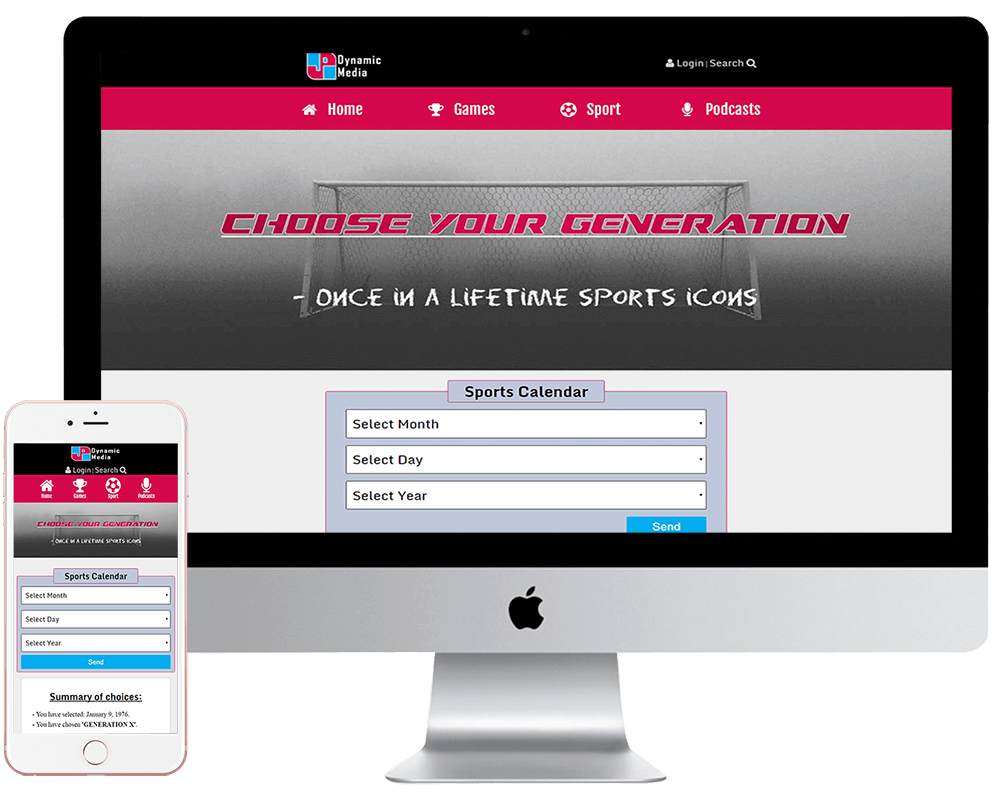 Dynamic
Media
Login | Search
Home Games Sport Podcasts
CHOOSE YOUR GENERATION
- ONCE IN A LIFETIME SPORTS ICONS
Sports Calendar
Select Month
Select Day
Select Year
Send
Dynamic
Media
Login | Search
Home Games Sport Podcasts
CHOOSE YOUR GENERATION
- ONCE IN A LIFETIME SPORTS ICONS
Sports Calendar
Select Month
Select Day
Select Year
Send
Summary of choices:
- You have selected: January 9, 1976.
- You have chosen 'GENERATION X'.